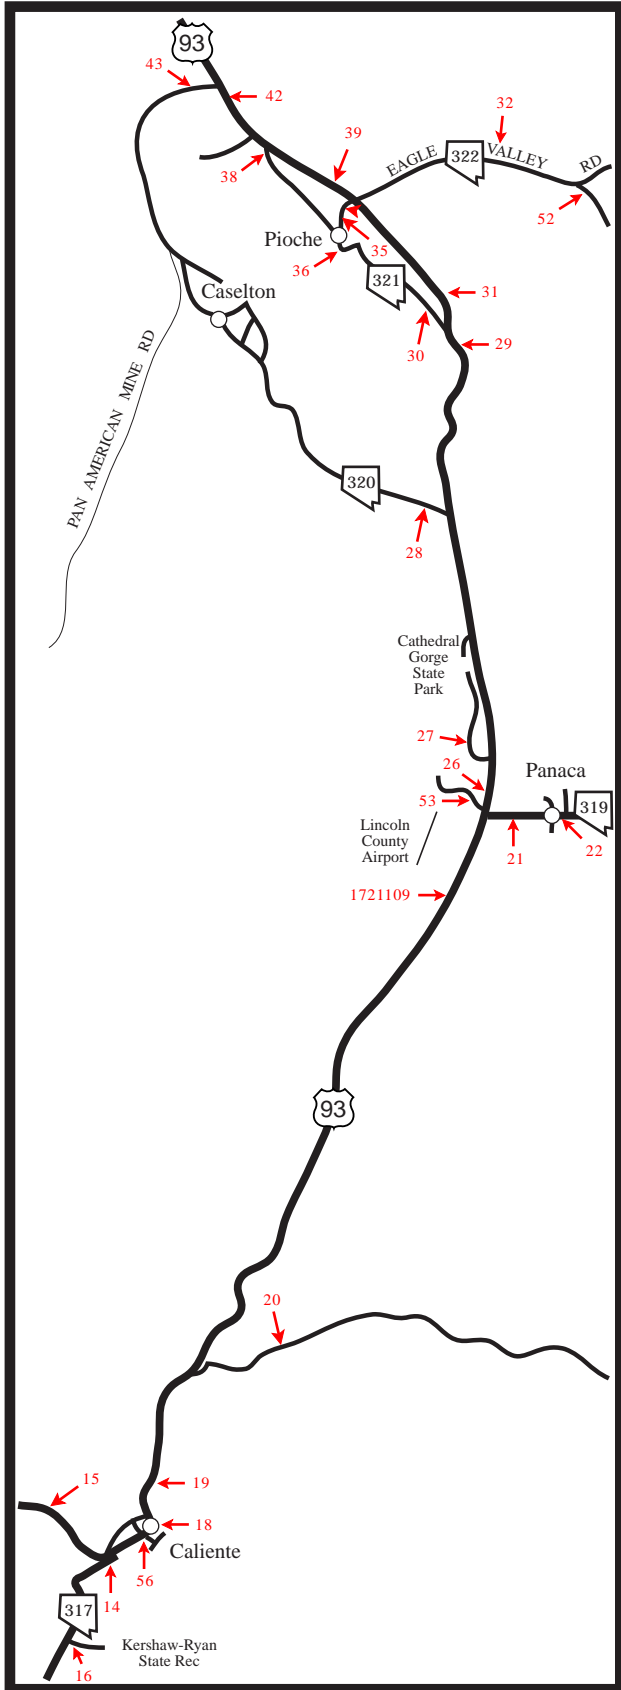 93
43
42
32
39
EAGLE VALLEY RD
322
38
52
Pioche
35
36
321
Caselton
31
30
29
PAN AMERICAN MINE RD
320
28
Cathedral
Gorge
State
Park
27
26
Panaca
53
319
Lincoln
County
Airport
21
22
1721109
93
20
15
19
18
Caliente
56
14
317
Kershaw-Ryan
State Rec
16